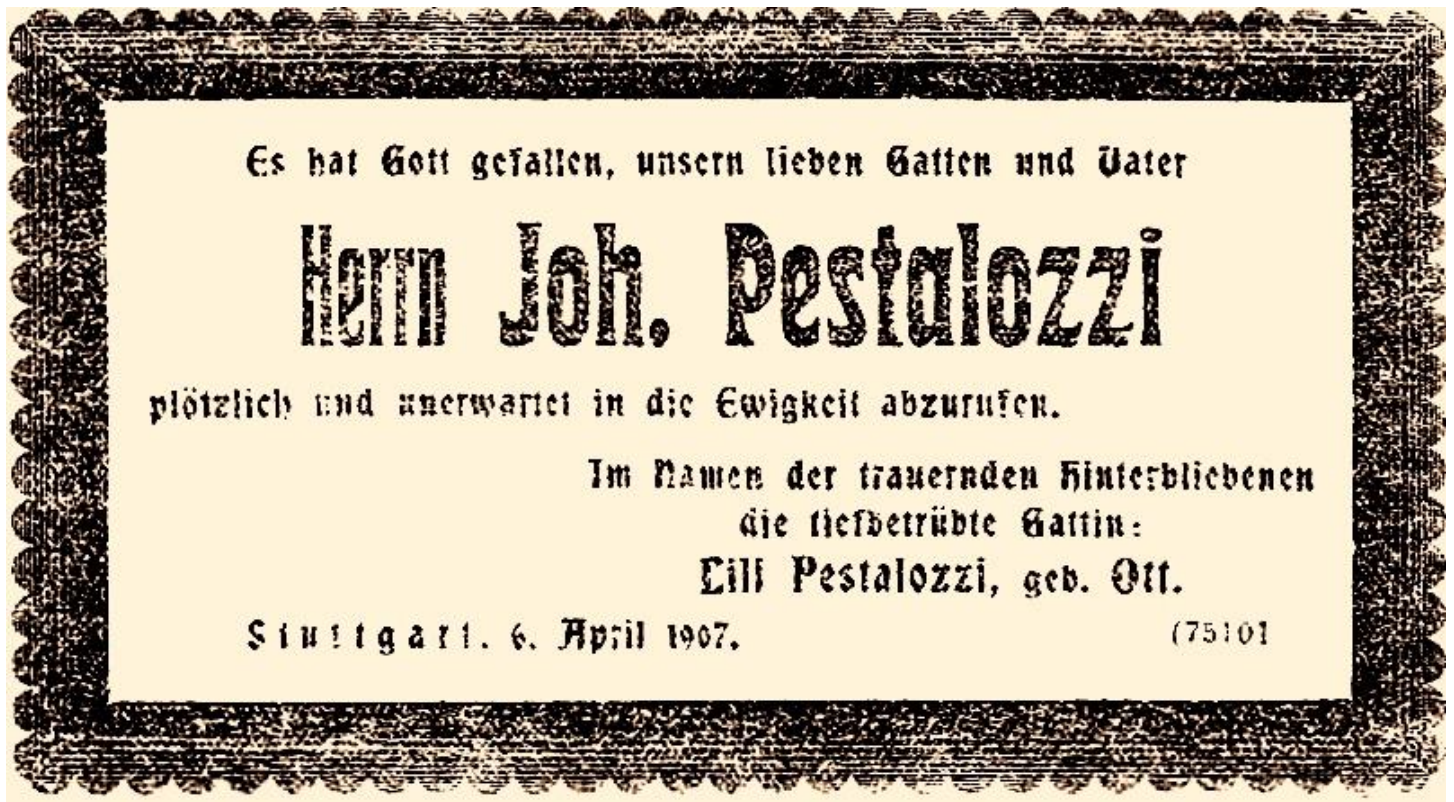 Es hat Gott gefallen, unsern lieben Gatten und Vater
Herrn Joh. Pestalozzi
plötzlich und unerwartet in die Ewigkeit abzurufen.
Im Namen der trauernden Hinterbliebenen
die tiefbetrübte Gattin:
Lili Pestalozzi, geb. Ott.
Stuttgart. 6. April 1907.
(7510]